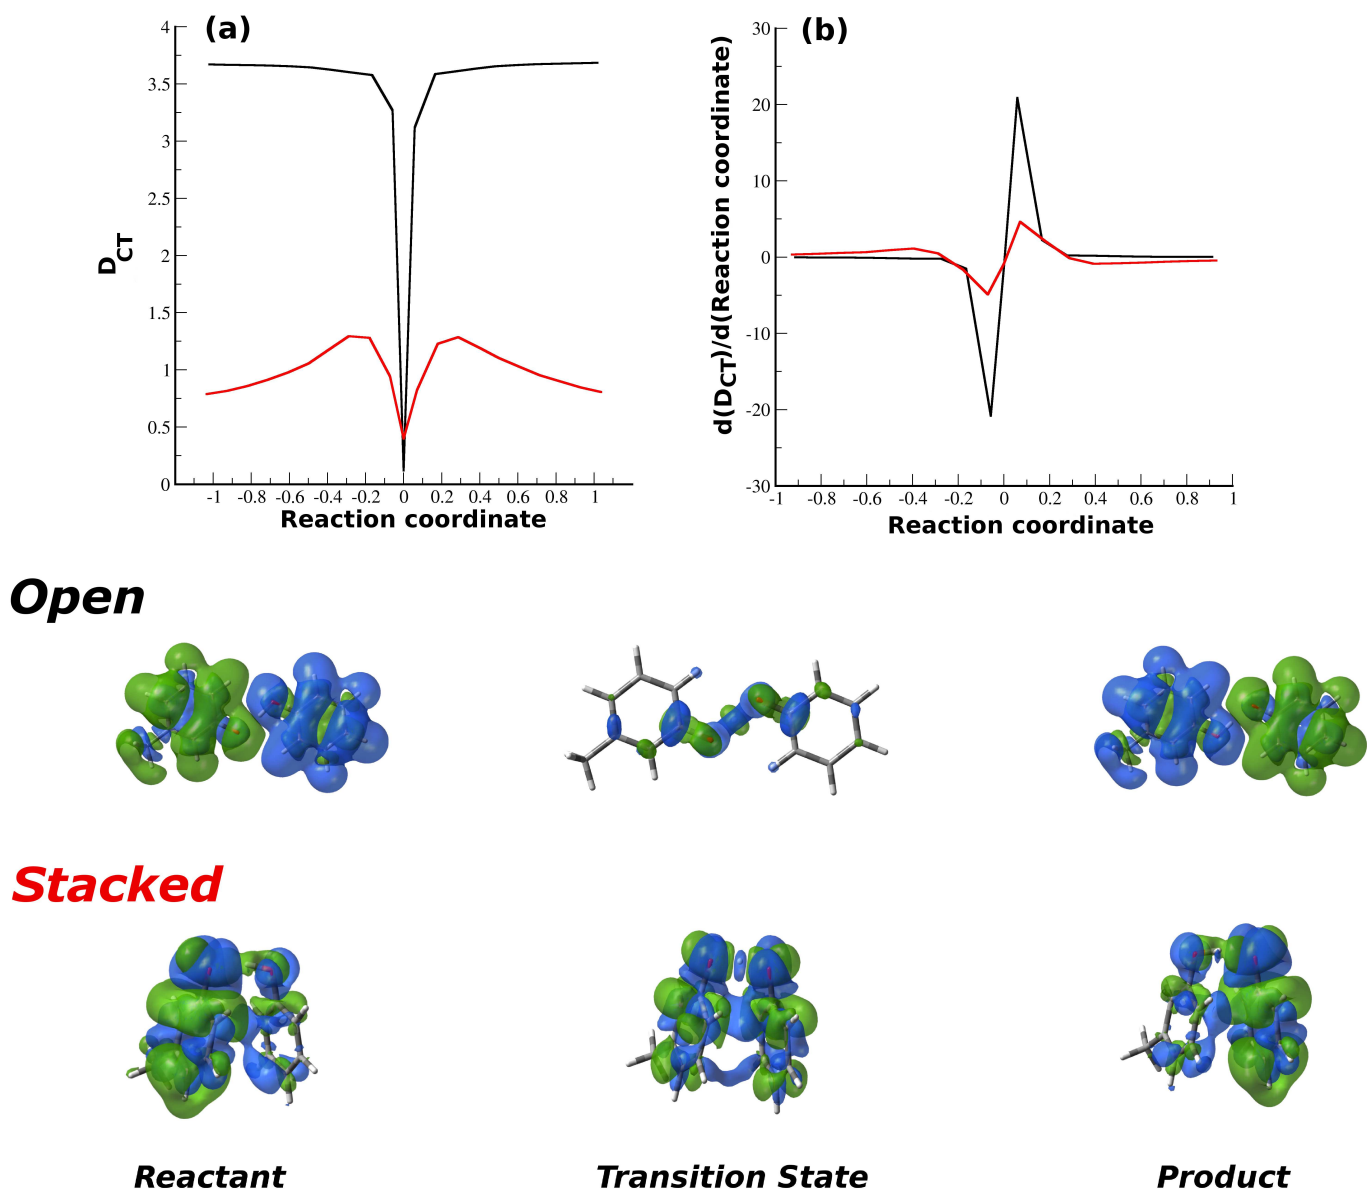 (a)
4
3.5
3
2.5
2
1.5
1
0.5
0
DCT
-1 -0.8 -0.6 -0.4 -0.2 0 0.2 0.4 0.6 0.8 1
Reaction coordinate
(b)
30
20
10
0
-10
-20
-30
d(DCT)/d(Reaction coordinate)
-1 -0.8 -0.6 -0.4 -0.2 0 0.2 0.4 0.6 0.8 1
Reaction coordinate
Open
Stacked
Reactant Transition State Product